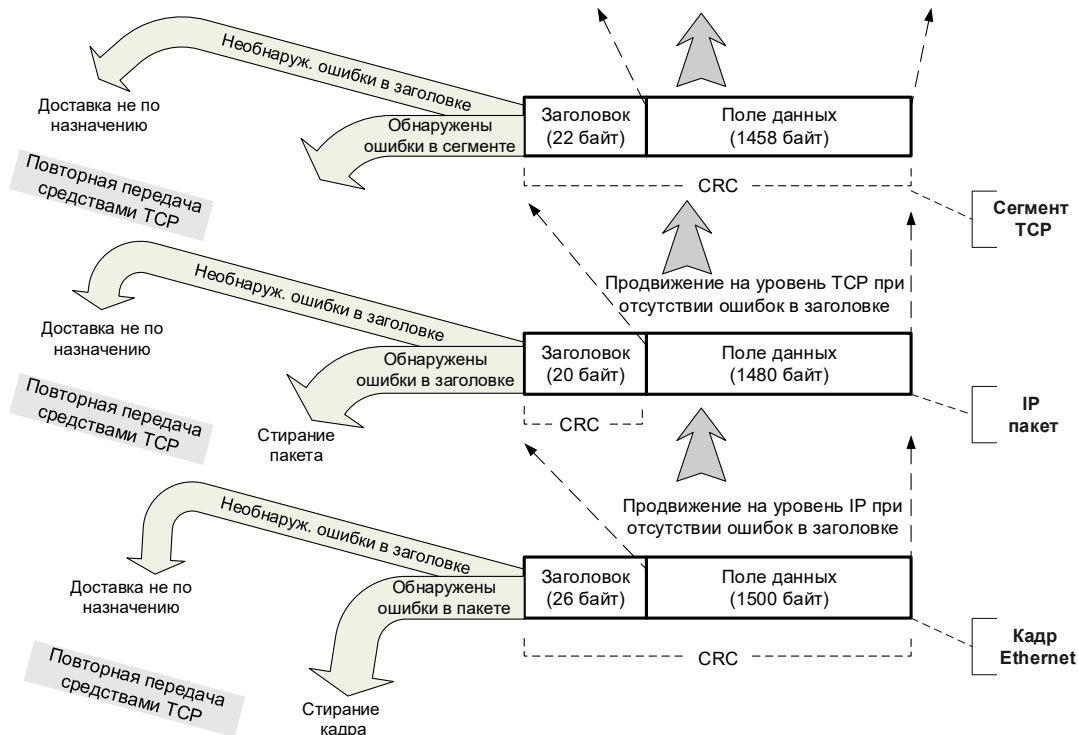 Необнаруж. ошибки в заголовке
Доставка не по
назначению
Обнаружены
ошибки в сегменте
Заголовок
(22 байт)
Поле данных
(1458 байт)
CRC
Сегмент
TCP
Повторная передача
средствами TCP
Продвижение на уровень TCP при
отсутствии ошибок в заголовке
Необнаруж. ошибки в заголовке
Доставка не по
назначению
Обнаружены
ошибки в заголовке
Заголовок
(20 байт)
Поле данных
(1480 байт)
CRC
IP
пакет
Повторная передача
средствами TCP
Стирание
пакета
Продвижение на уровень IP при
отсутствии ошибок в заголовке
Необнаруж. ошибки в заголовке
Доставка не по
назначению
Обнаружены
ошибки в пакете
Заголовок
(26 байт)
Поле данных
(1500 байт)
CRC
Кадр
Ethernet
Повторная передача
средствами TCP
Стирание
кадра